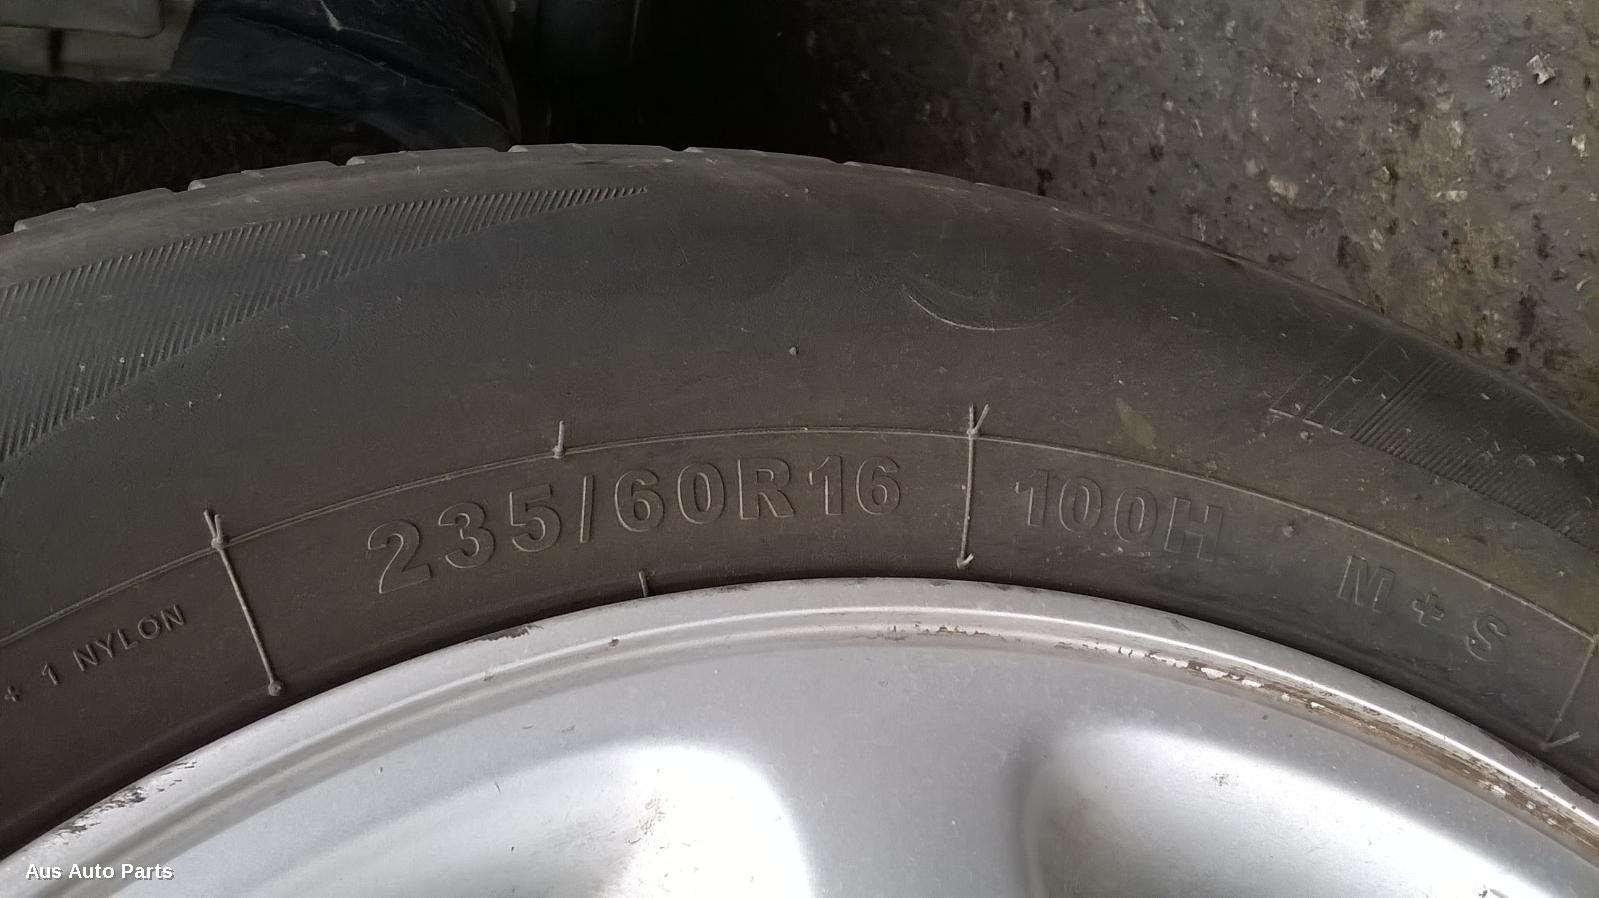 + 1 NYLON
235/60R16
100H
M + S
Aus Auto Parts